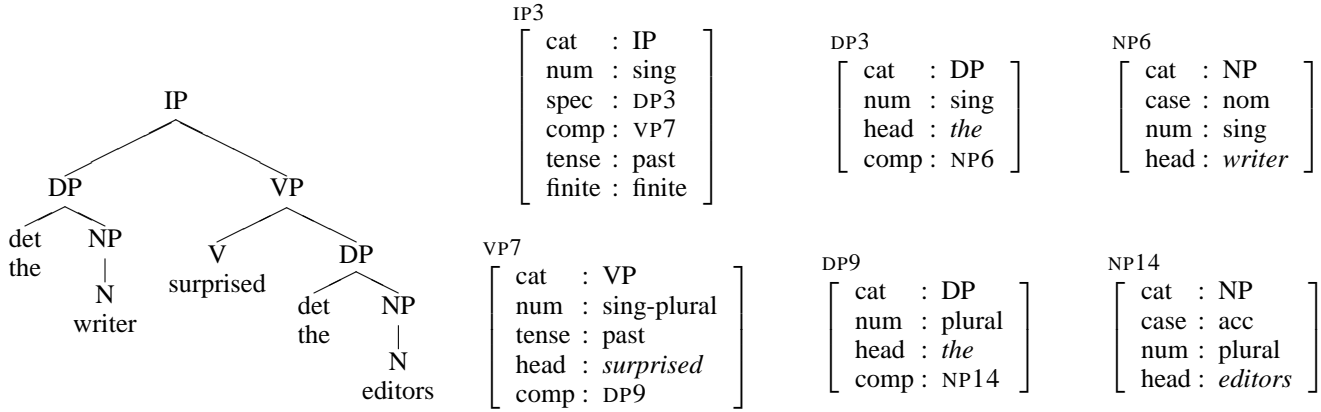 IP
DP VP
det NP V DP
the surprised
N det NP
writer the
N
editors
IP3
cat : IP
num : sing
spec : DP3
comp : VP7
tense : past
finite : finite
DP3
cat : DP
num : sing
head : the
comp : NP6
NP6
cat : NP
case : nom
num : sing
head : writer
VP7
cat : VP
num : sing-plural
tense : past
head : surprised
comp : DP9
DP9
cat : DP
num : plural
head : the
comp : NP14
NP14
cat : NP
case : acc
num : plural
head : editors